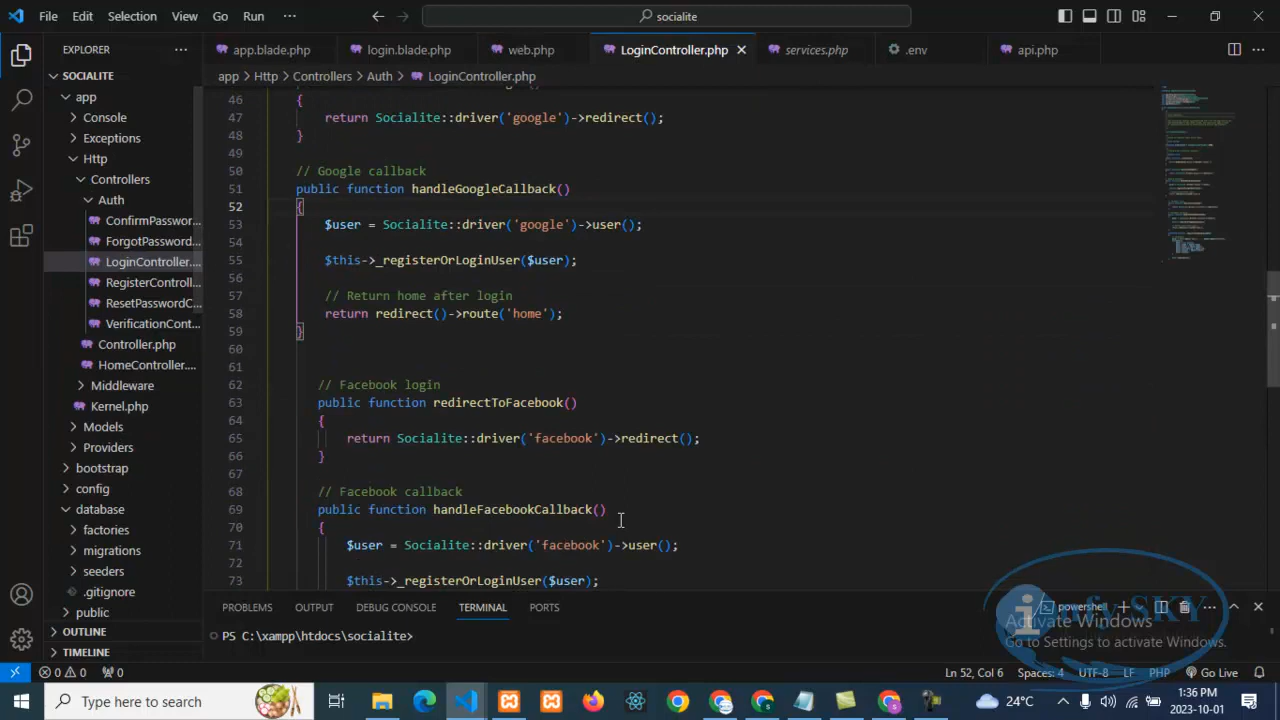 File Edit Selection View Go Run ··· socialite
EXPLORER ···
app.blade.php login.blade.php web.php LoginController.php services.php .env api.php
SOCIALITE
app > Http > Controllers > Auth > LoginController.php
app
Console
Exceptions
Http
Controllers
Auth
ConfirmPasswor...
ForgotPassword...
LoginController....
RegisterControll...
ResetPasswordC...
VerificationCont...
Controller.php
HomeController....
Middleware
Kernel.php
Models
Providers
bootstrap
config
database
factories
migrations
seeders
.gitignore
public
OUTLINE
TIMELINE
46 {
47 return Socialite::driver('google')->redirect();
48 }
49
50 callback
51 public function handleGoogleCallback()
52
53 user = Socialite::driver('google')->user();
54
55 $this->_registerOrLoginUser($user);
56
57 // Return home after login
58 return redirect()->route('home');
59 }
60
61
62 // Facebook login
63 public function redirectToFacebook()
64 {
65 return Socialite::driver('facebook')->redirect();
66 }
67
68 // Facebook callback
69 public function handleFacebookCallback()
70 {
71 $user = Socialite::driver('facebook')->user();
72
73 $this->_registerOrLoginUser($user);
PROBLEMS OUTPUT DEBUG CONSOLE TERMINAL PORTS powershell
PS C:\xampp\htdocs\socialite>
Activate Windows
Go to Settings to activate Windows.
0 0 0 Ln 52, Col 6 Spaces: 4 UTF-8 LF PHP Go Live
Type here to search 24°C 1:36 PM
2023-10-01